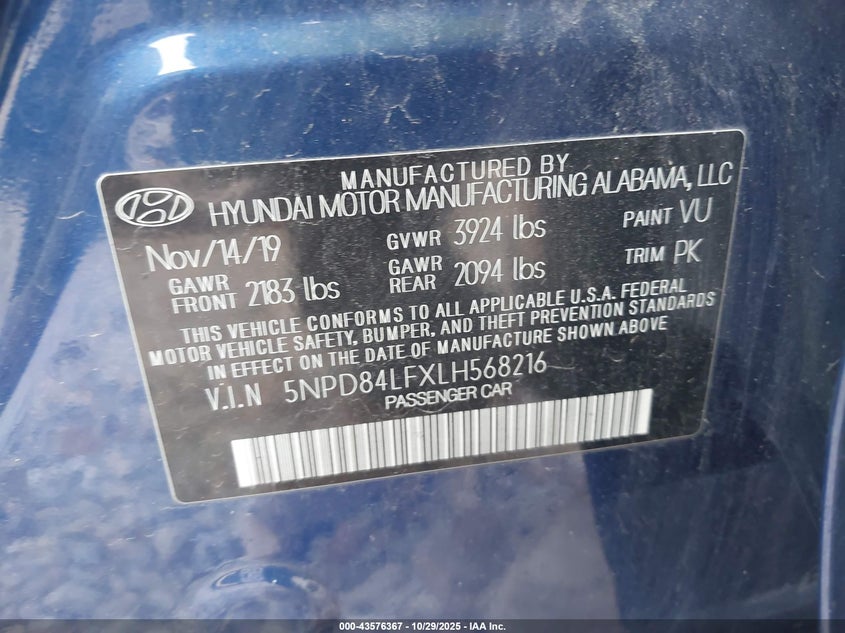 MANUFACTURED BY
HYUNDAI MOTOR MANUFACTURING ALABAMA, LLC
Nov/14/19 GVWR 3924 lbs PAINT VU
GAWR FRONT 2183 lbs GAWR REAR 2094 lbs TRIM PK
THIS VEHICLE CONFORMS TO ALL APPLICABLE U.S.A. FEDERAL
MOTOR VEHICLE SAFETY, BUMPER, AND THEFT PREVENTION STANDARDS
IN EFFECT ON THE DATE OF MANUFACTURE SHOWN ABOVE
V.I.N 5NPD84LFXLH568216
PASSENGER CAR
000-43576367 - 10/29/2025 - IAA Inc.